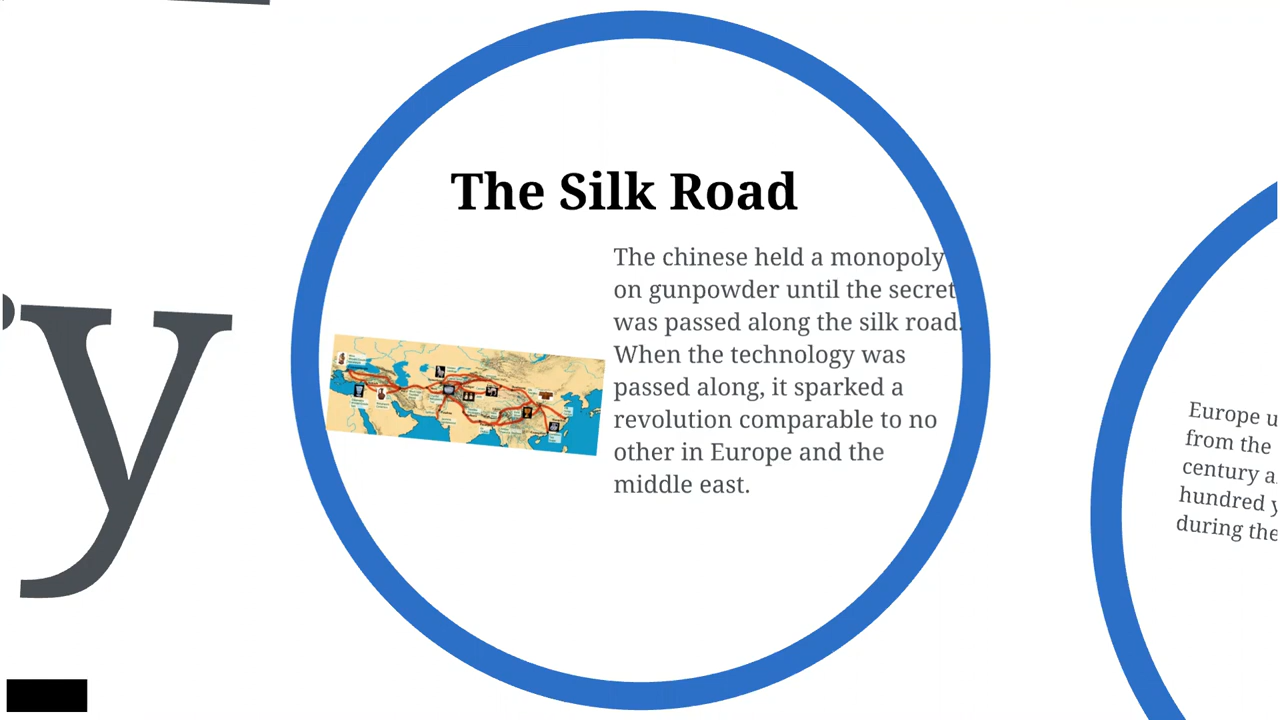 y
The Silk Road
The chinese held a monopoly
on gunpowder until the secret
was passed along the silk road.
When the technology was
passed along, it sparked a
revolution comparable to no
other in Europe and the
middle east.
Europe
from the
century
hundred
during the